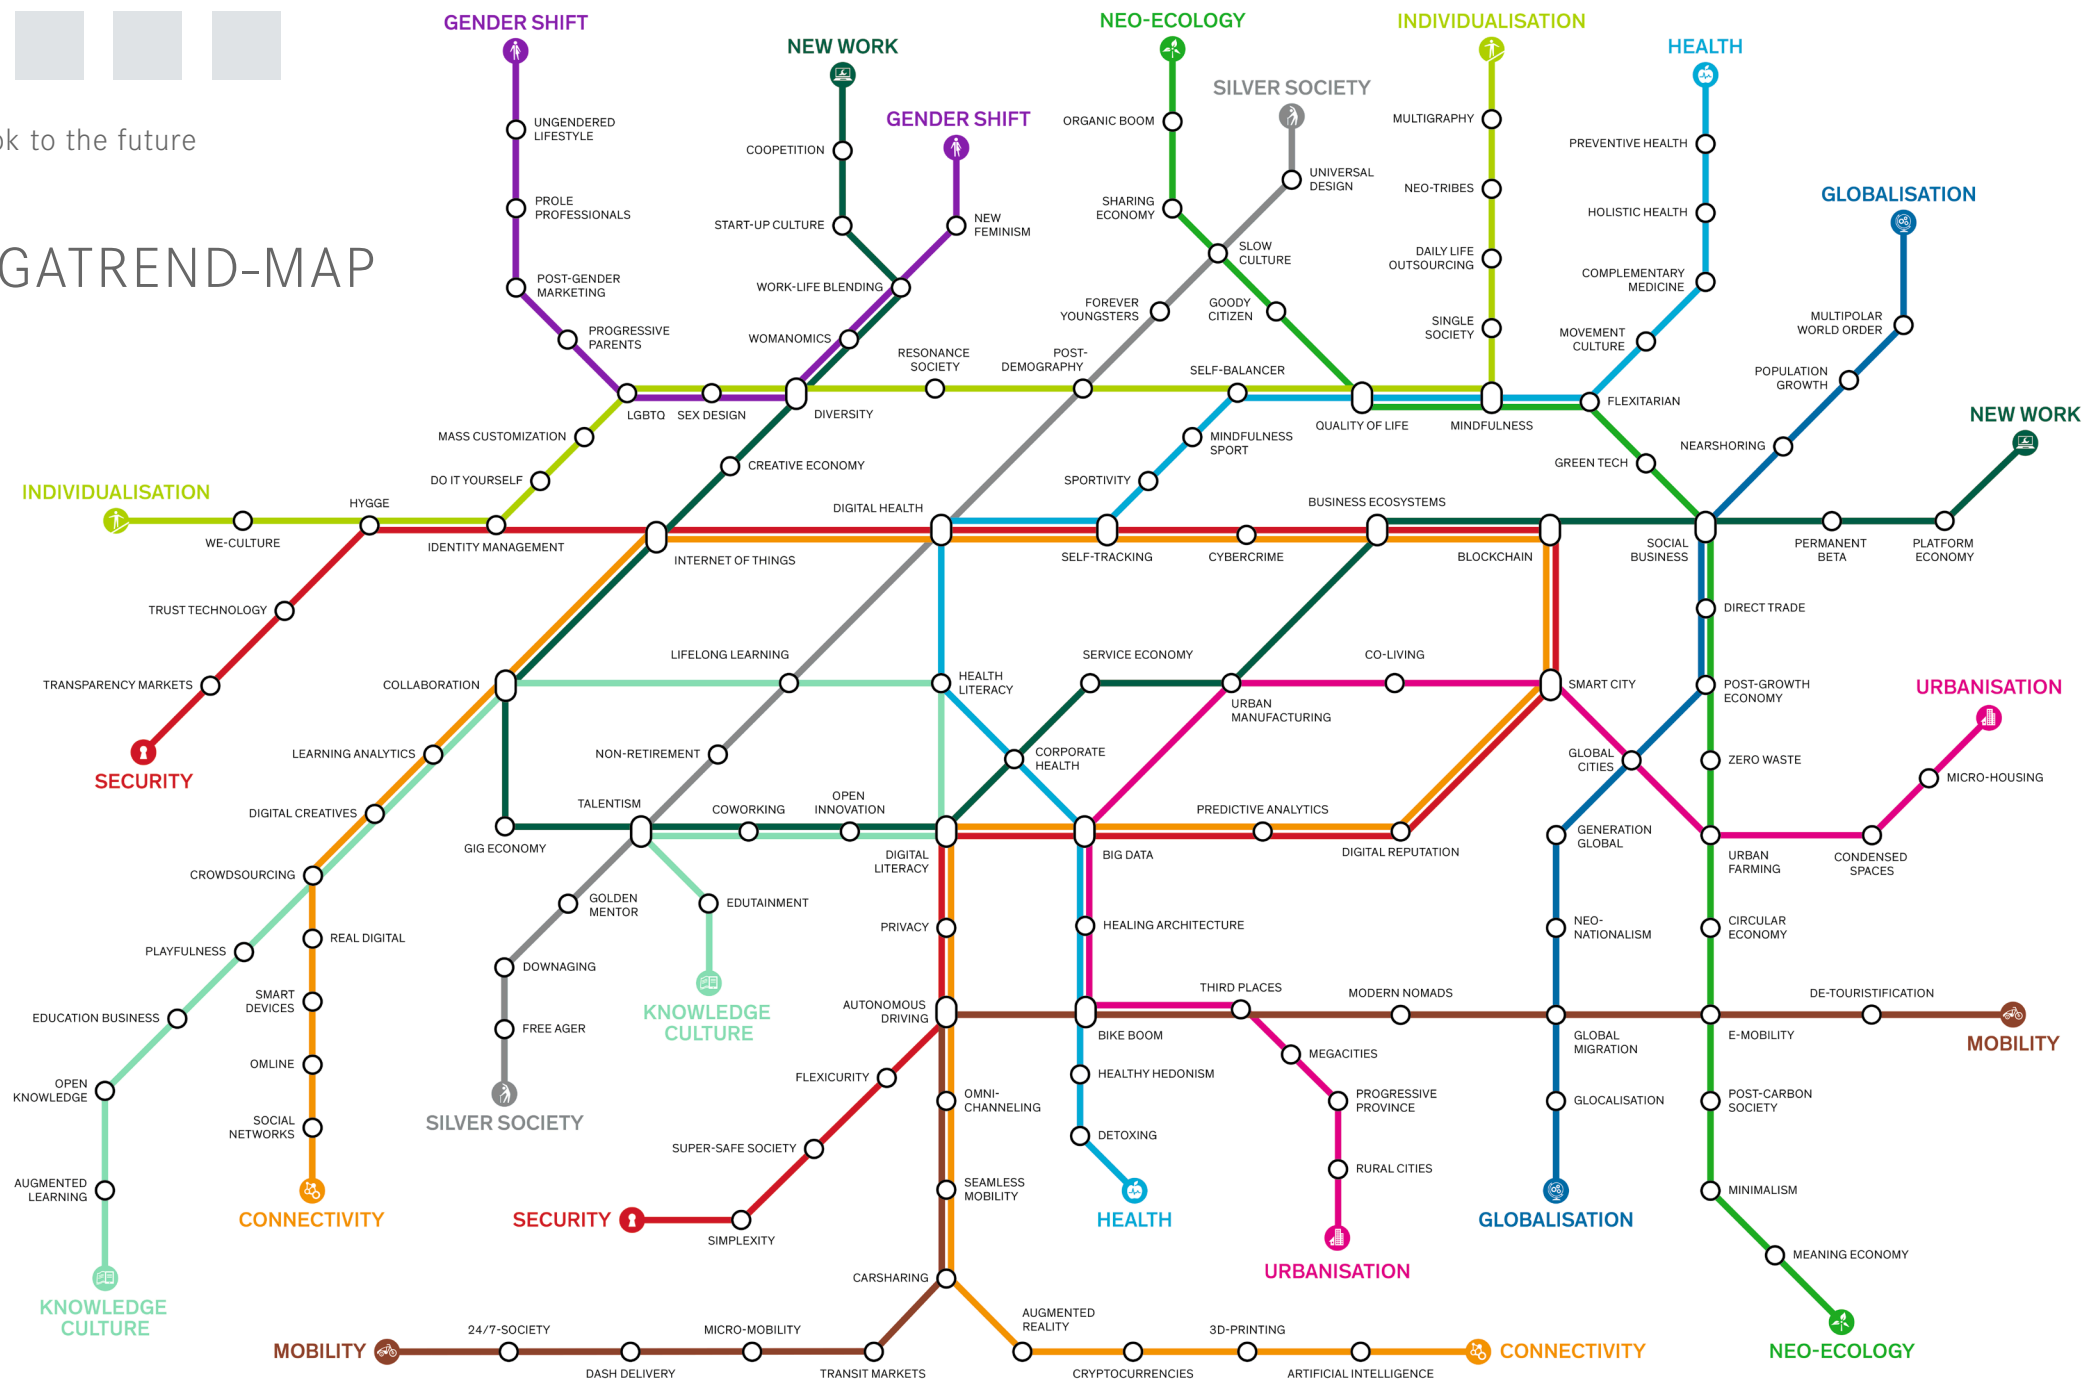 ok to the future
GATREND-MAP
GENDER SHIFT
NEW WORK
GENDER SHIFT
NEO-ECOLOGY
SILVER SOCIETY
INDIVIDUALISATION
HEALTH
GLOBALISATION
NEW WORK
UNGENDERED
LIFESTYLE
PROLE
PROFESSIONALS
POST-GENDER
MARKETING
PROGRESSIVE
PARENTS
COOPETITION
START-UP CULTURE
WORK-LIFE BLENDING
WOMANOMICS
NEW
FEMINISM
RESONANCE
SOCIETY
POST-
DEMOGRAPHY
ORGANIC BOOM
SHARING
ECONOMY
UNIVERSAL
DESIGN
SLOW
CULTURE
FOREVER
YOUNGSTERS
GOODY
CITIZEN
SELF-BALANCER
MULTIGRAPHY
NEO-TRIBES
DAILY LIFE
OUTSOURCING
SINGLE
SOCIETY
PREVENTIVE HEALTH
HOLISTIC HEALTH
COMPLEMENTARY
MEDICINE
MOVEMENT
CULTURE
MULTIPOLAR
WORLD ORDER
POPULATION
GROWTH
NEARSHORING
LGBTQ
SEX DESIGN
DIVERSITY
QUALITY OF LIFE
MINDFULNESS
FLEXITARIAN
MASS CUSTOMIZATION
DO IT YOURSELF
CREATIVE ECONOMY
MINDFULNESS
SPORT
SPORTIVITY
GREEN TECH
INDIVIDUALISATION
WE-CULTURE
HYGGE
IDENTITY MANAGEMENT
INTERNET OF THINGS
DIGITAL HEALTH
SELF-TRACKING
CYBERCRIME
BUSINESS ECOSYSTEMS
BLOCKCHAIN
SOCIAL
BUSINESS
PERMANENT
BETA
PLATFORM
ECONOMY
TRUST TECHNOLOGY
TRANSPARENCY MARKETS
SECURITY
DIRECT TRADE
COLLABORATION
LIFELONG LEARNING
HEALTH
LITERACY
SERVICE ECONOMY
URBAN
MANUFACTURING
CO-LIVING
SMART CITY
POST-GROWTH
ECONOMY
URBANISATION
LEARNING ANALYTICS
NON-RETIREMENT
CORPORATE
HEALTH
GLOBAL
CITIES
ZERO WASTE
MICRO-HOUSING
DIGITAL CREATIVES
GIG ECONOMY
TALENTISM
COWORKING
OPEN
INNOVATION
DIGITAL
LITERACY
BIG DATA
PREDICTIVE ANALYTICS
DIGITAL REPUTATION
GENERATION
GLOBAL
URBAN
FARMING
CONDENSED
SPACES
CROWDSOURCING
GOLDEN
MENTOR
EDUTAINMENT
PRIVACY
HEALING ARCHITECTURE
NEO-
NATIONALISM
CIRCULAR
ECONOMY
PLAYFULNESS
REAL DIGITAL
DOWNAGING
KNOWLEDGE
CULTURE
EDUCATION BUSINESS
SMART
DEVICES
FREE AGER
AUTONOMOUS
DRIVING
BIKE BOOM
THIRD PLACES
MODERN NOMADS
GLOBAL
MIGRATION
E-MOBILITY
DE-TOURISTIFICATION
MOBILITY
OPEN
KNOWLEDGE
OMLINE
SILVER SOCIETY
FLEXICURITY
OMNI-
CHANNELING
HEALTHY HEDONISM
MEGACITIES
PROGRESSIVE
PROVINCE
GLOCALISATION
POST-CARBON
SOCIETY
SOCIAL
NETWORKS
SUPER-SAFE SOCIETY
DETOXING
RURAL CITIES
AUGMENTED
LEARNING
CONNECTIVITY
SECURITY
SIMPLEXITY
SEAMLESS
MOBILITY
HEALTH
URBANISATION
GLOBALISATION
MINIMALISM
KNOWLEDGE
CULTURE
CARSHARING
MEANING ECONOMY
MOBILITY
24/7-SOCIETY
DASH DELIVERY
MICRO-MOBILITY
TRANSIT MARKETS
AUGMENTED
REALITY
CRYPTOCURRENCIES
3D-PRINTING
ARTIFICIAL INTELLIGENCE
CONNECTIVITY
NEO-ECOLOGY